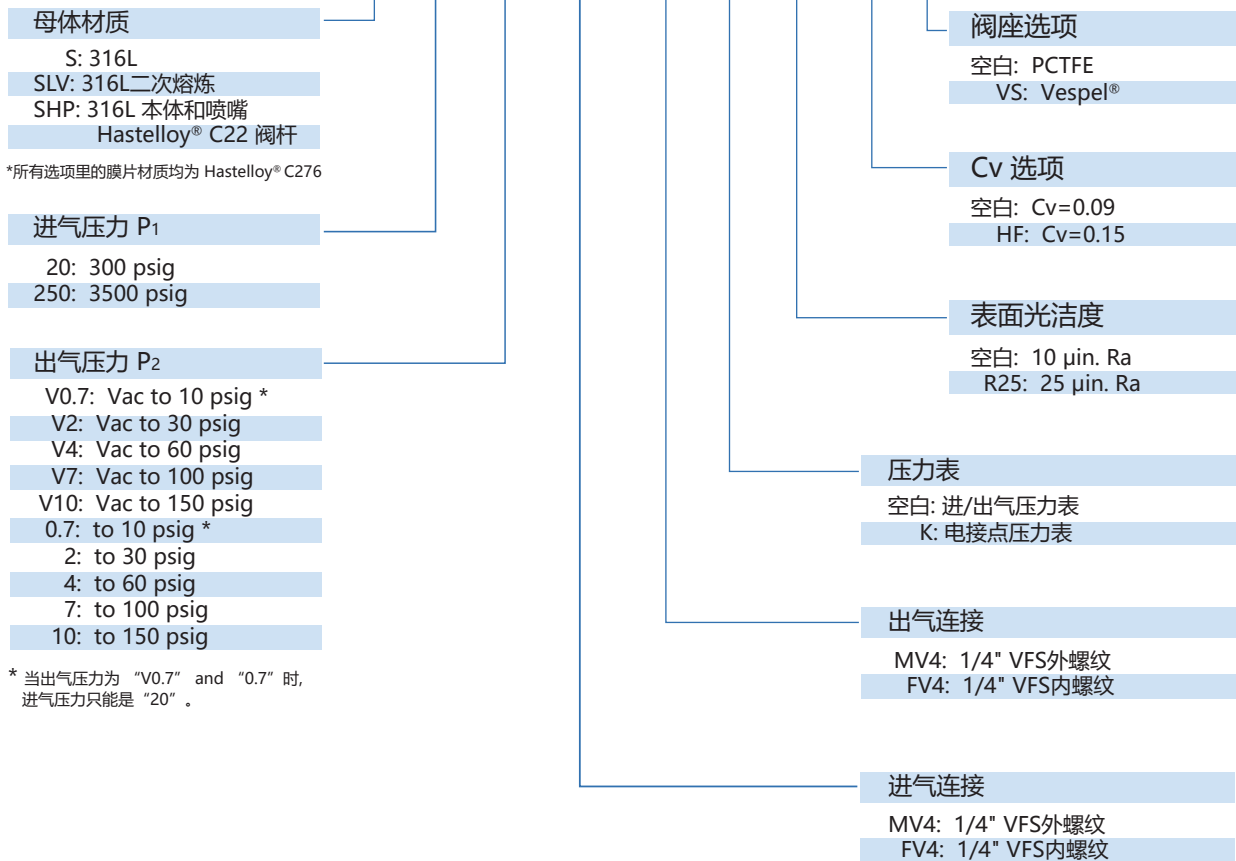 母体材质
S: 316L
SLV: 316L二次熔炼
SHP: 316L 本体和喷嘴
Hastelloy® C22 阀杆
*所有选项里的膜片材质均为 Hastelloy® C276
进气压力 P1
20: 300 psig
250: 3500 psig
出气压力 P2
V0.7: Vac to 10 psig *
V2: Vac to 30 psig
V4: Vac to 60 psig
V7: Vac to 100 psig
V10: Vac to 150 psig
0.7: to 10 psig *
2: to 30 psig
4: to 60 psig
7: to 100 psig
10: to 150 psig
* 当出气压力为 “V0.7” and “0.7”时,
进气压力只能是“20”。
阀座选项
空白: PCTFE
VS: Vespel®
Cv 选项
空白: Cv=0.09
HF: Cv=0.15
表面光洁度
空白: 10 μin. Ra
R25: 25 μin. Ra
压力表
空白: 进/出气压力表
K: 电接点压力表
出气连接
MV4: 1/4" VFS外螺纹
FV4: 1/4" VFS内螺纹
进气连接
MV4: 1/4" VFS外螺纹
FV4: 1/4" VFS内螺纹